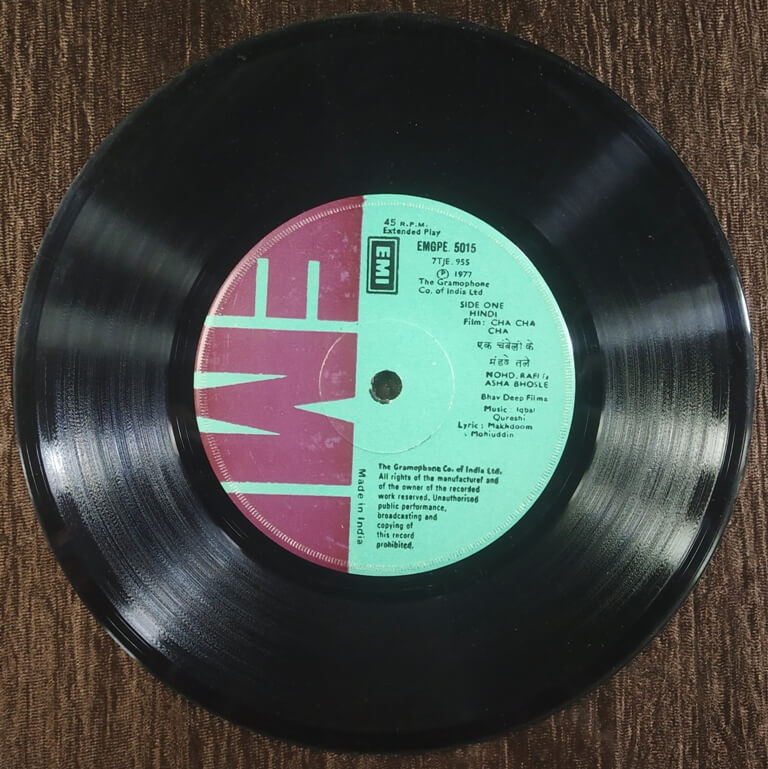 EMI
45 R.P.M.
Extended Play
EMGPE. 5015
EMI
7TJE. 955
Ⓟ 1977
The Gramophone
Co. of India Ltd
SIDE ONE
HINDI
Film: CHA CHA
CHA
एक चंबेली के
मंडवे तले
MOHD. RAFI &
ASHA BHOSLE
Bhav Deep Films
Music: Iqbal
Qureshi
Lyric: Makhdoom
Mohiuddin
The Gramophone Co. of India Ltd.
All rights of the manufacturer and
of the owner of the recorded
work reserved. Unauthorised
public performance,
broadcasting and
copying of
this record
prohibited.
Made in India